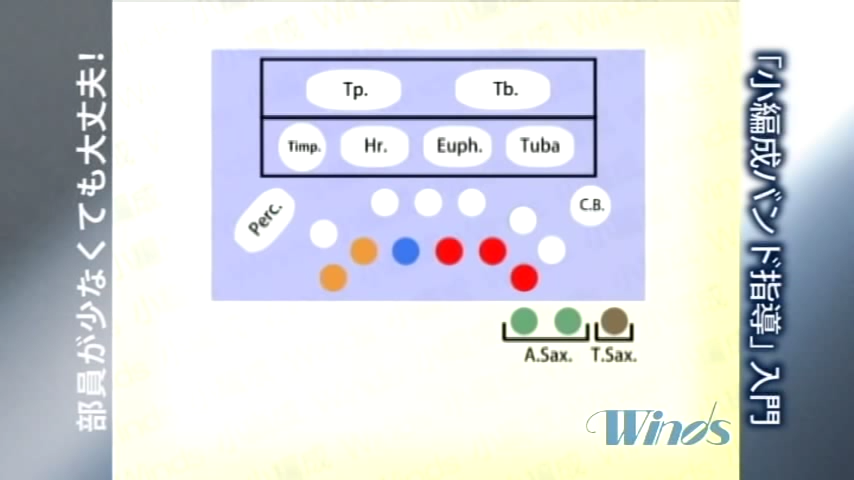 部員が少なくても大丈夫!
Tp.
Tb.
Timp.
Hr.
Euph.
Tuba
Perc.
C.B.
A.Sax.
T.Sax.
Winds
「小編成バンド指導」入門